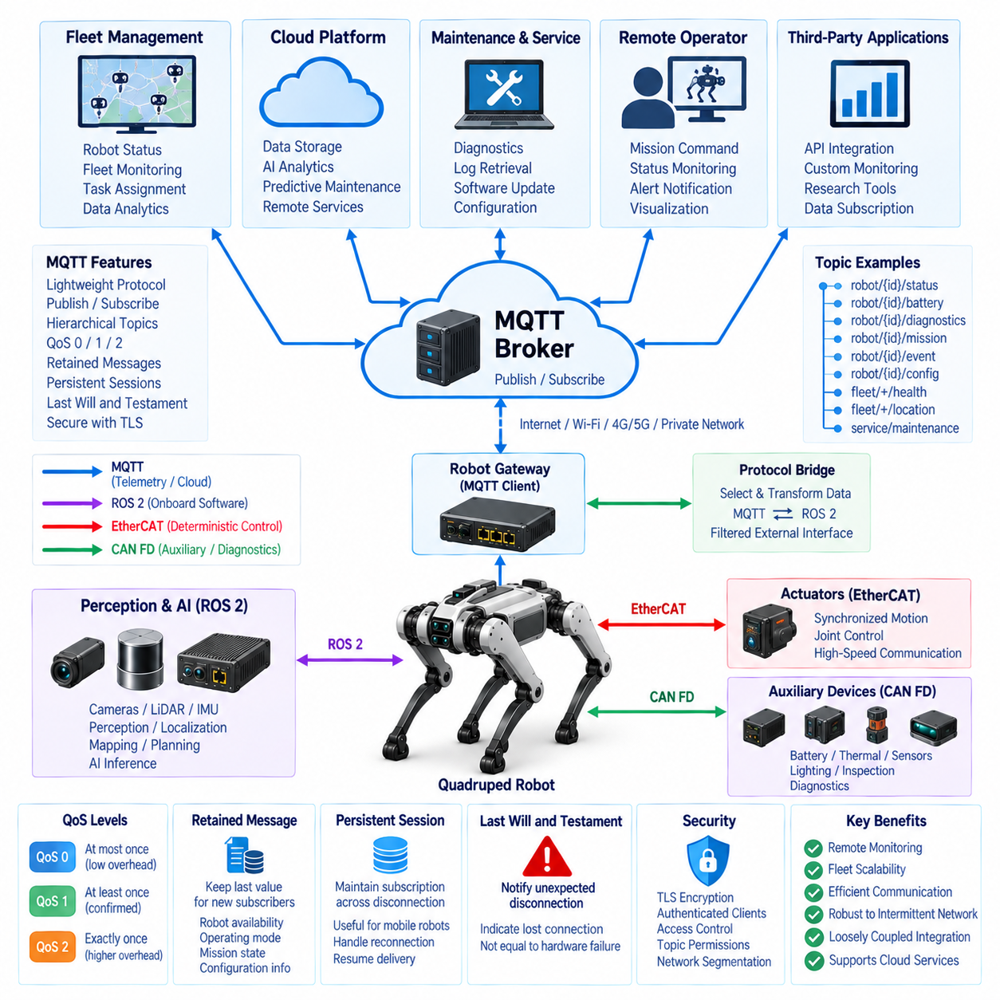 Fleet Management
Robot Status
Fleet Monitoring
Task Assignment
Data Analytics
Cloud Platform
Data Storage
AI Analytics
Predictive Maintenance
Remote Services
Maintenance & Service
Diagnostics
Log Retrieval
Software Update
Configuration
Remote Operator
Mission Command
Status Monitoring
Alert Notification
Visualization
Third-Party Applications
API Integration
Custom Monitoring
Research Tools
Data Subscription
MQTT Features
Lightweight Protocol
Publish / Subscribe
Hierarchical Topics
QoS 0 / 1 / 2
Retained Messages
Persistent Sessions
Last Will and Testament
Secure with TLS
MQTT
Broker
Publish / Subscribe
Topic Examples
robot/{id}/status
robot/{id}/battery
robot/{id}/diagnostics
robot/{id}/mission
robot/{id}/event
robot/{id}/config
fleet/+/health
fleet/+/location
service/maintenance
Internet / Wi-Fi / 4G/5G / Private Network
MQTT
(Telemetry / Cloud)
ROS 2 (Onboard Software)
EtherCAT (Deterministic Control)
CAN FD (Auxiliary / Diagnostics)
Robot Gateway
(MQTT Client)
Protocol Bridge
Select & Transform Data
MQTT ⇄ ROS 2
Filtered External Interface
Perception & AI (ROS 2)
Cameras / LiDAR / IMU
Perception / Localization
Mapping / Planning
AI Inference
ROS 2
EtherCAT
CAN FD
Quadruped Robot
Actuators (EtherCAT)
Synchronized Motion
Joint Control
High-Speed Communication
Auxiliary Devices (CAN FD)
Battery / Thermal / Sensors
Lighting / Inspection
Diagnostics
QoS Levels
QoS 0
At most once
(low overhead)
QoS 1
At least once
(confirmed)
QoS 2
Exactly once
(higher overhead)
Retained Message
Keep last value
for new subscribers
Robot availability
Operating mode
Mission state
Configuration info
Persistent Session
Maintain subscription
across disconnection
Useful for mobile robots
Handle reconnection
Resume delivery
Last Will and Testament
Notify unexpected
disconnection
Indicate lost connection
Not equal to hardware failure
Security
TLS Encryption
Authenticated Clients
Access Control
Topic Permissions
Network Segmentation
Key Benefits
Remote Monitoring
Fleet Scalability
Efficient Communication
Robust to Intermittent Network
Loosely Coupled Integration
Supports Cloud Services